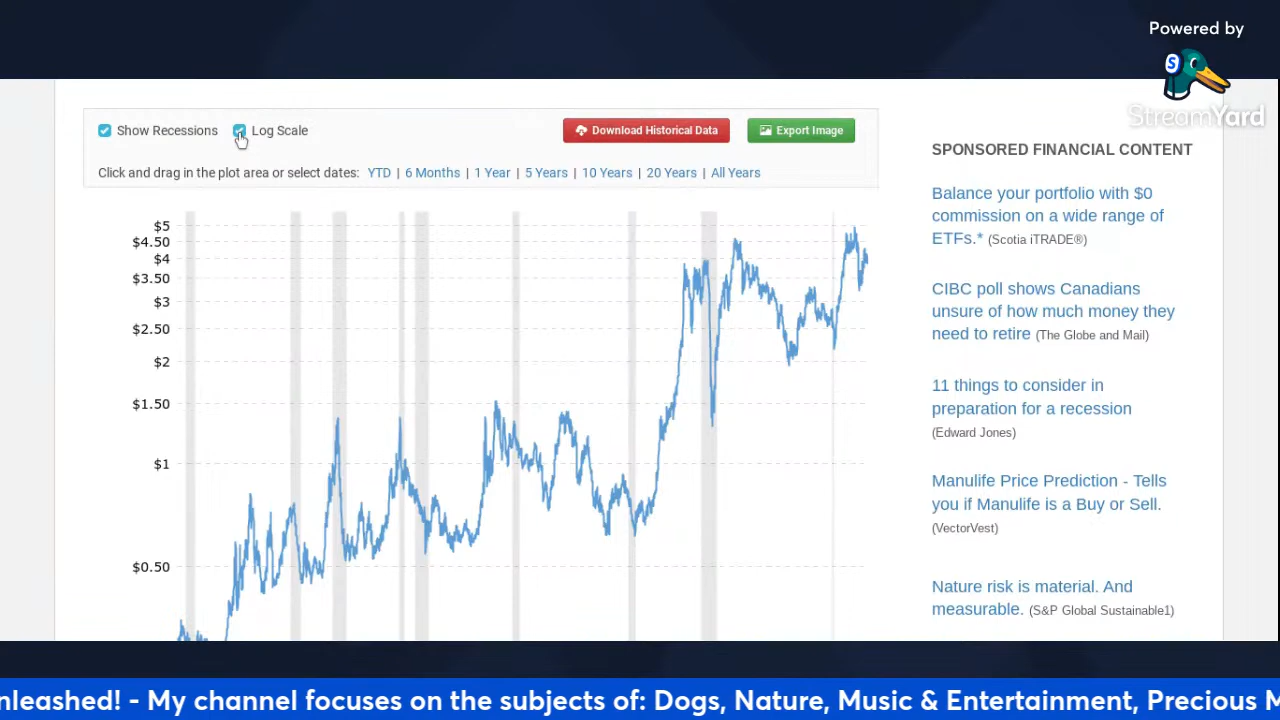 Powered by
S
StreamYard
Show Recessions
Log Scale
Download Historical Data
Export Image
Click and drag in the plot area or select dates: YTD | 6 Months | 1 Year | 5 Years | 10 Years | 20 Years | All Years
$5
$4.50
$4
$3.50
$3
$2.50
$2
$1.50
$1
$0.50
SPONSORED FINANCIAL CONTENT
Balance your portfolio with $0
commission on a wide range of
ETFs.* (Scotia iTRADE®)
CIBC poll shows Canadians
unsure of how much money they
need to retire (The Globe and Mail)
11 things to consider in
preparation for a recession
(Edward Jones)
Manulife Price Prediction - Tells
you if Manulife is a Buy or Sell.
(VectorVest)
Nature risk is material. And
measurable. (S&P Global Sustainable1)
nleashed! - My channel focuses on the subjects of: Dogs, Nature, Music & Entertainment, Precious M